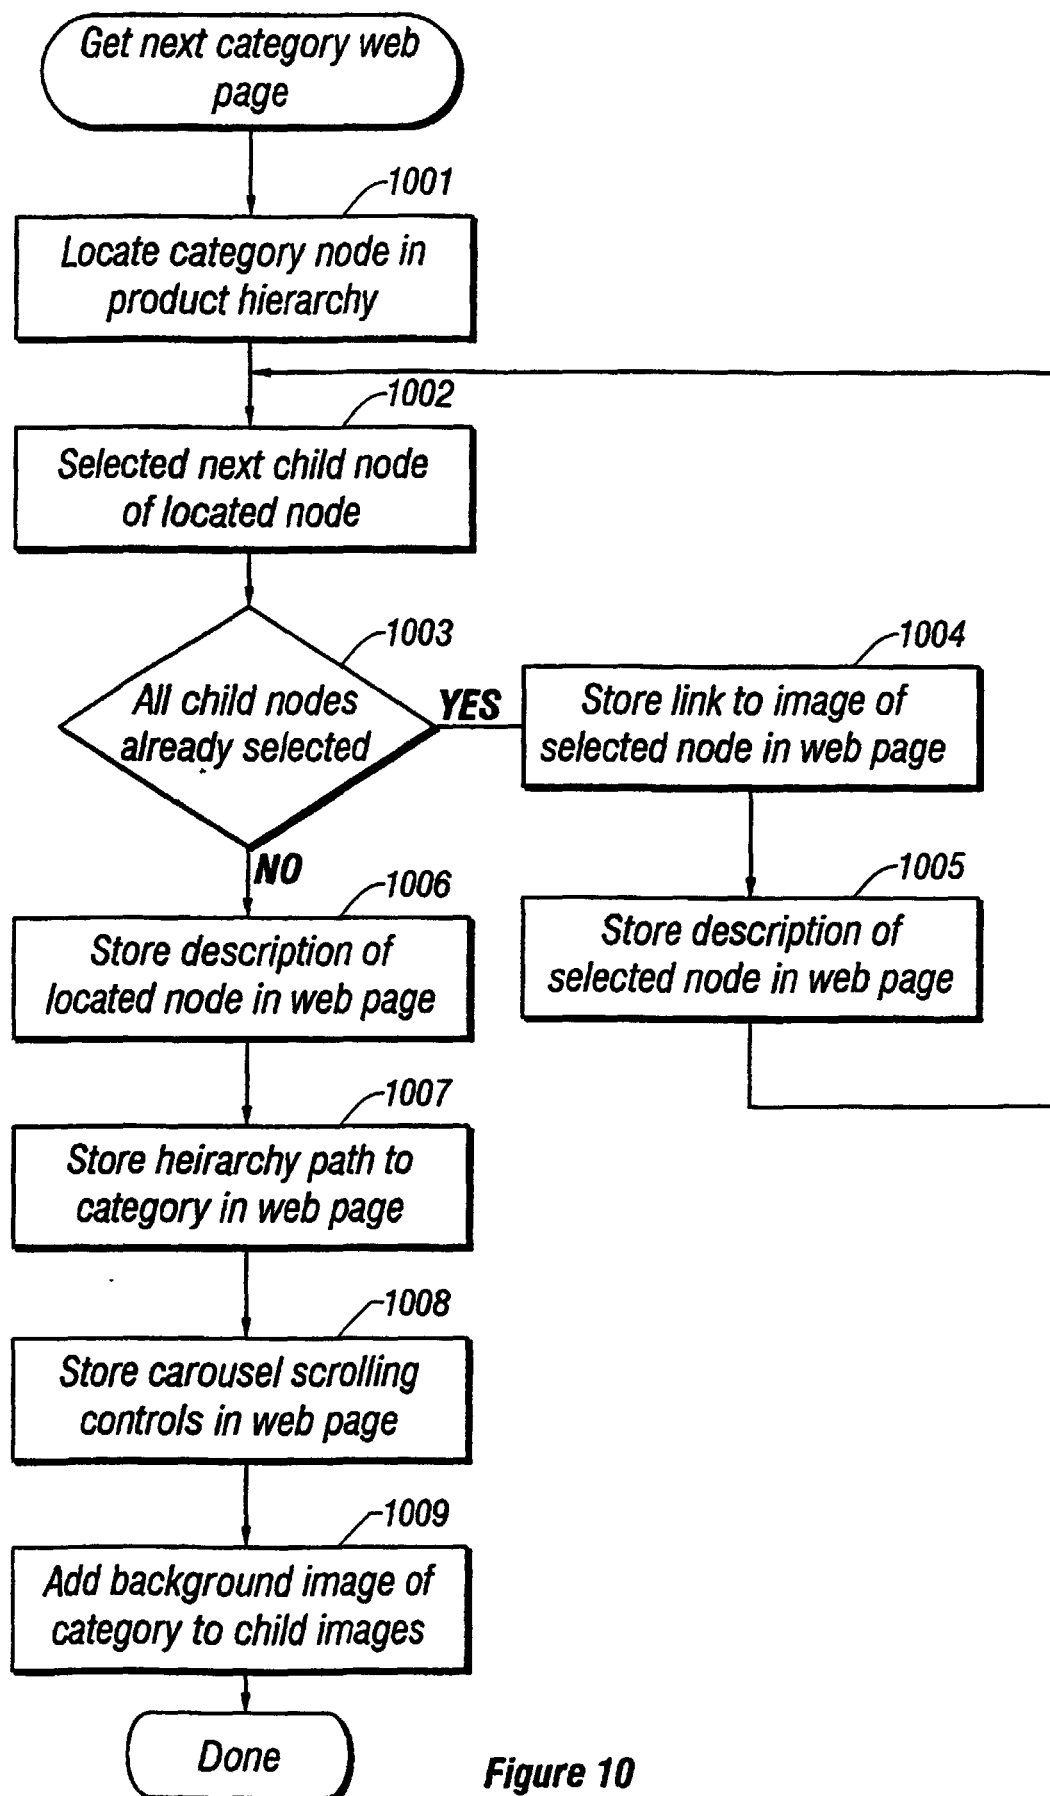 Get next category web
page
1001
Locate category node in
product hierarchy
1002
Selected next child node
of located node
1003
All child nodes
already selected
YES
NO
1004
Store link to image of
selected node in web page
1005
Store description of
selected node in web page
1006
Store description of
located node in web page
1007
Store heirarchy path to
category in web page
1008
Store carousel scrolling
controls in web page
1009
Add background image of
category to child images
Done
Figure 10